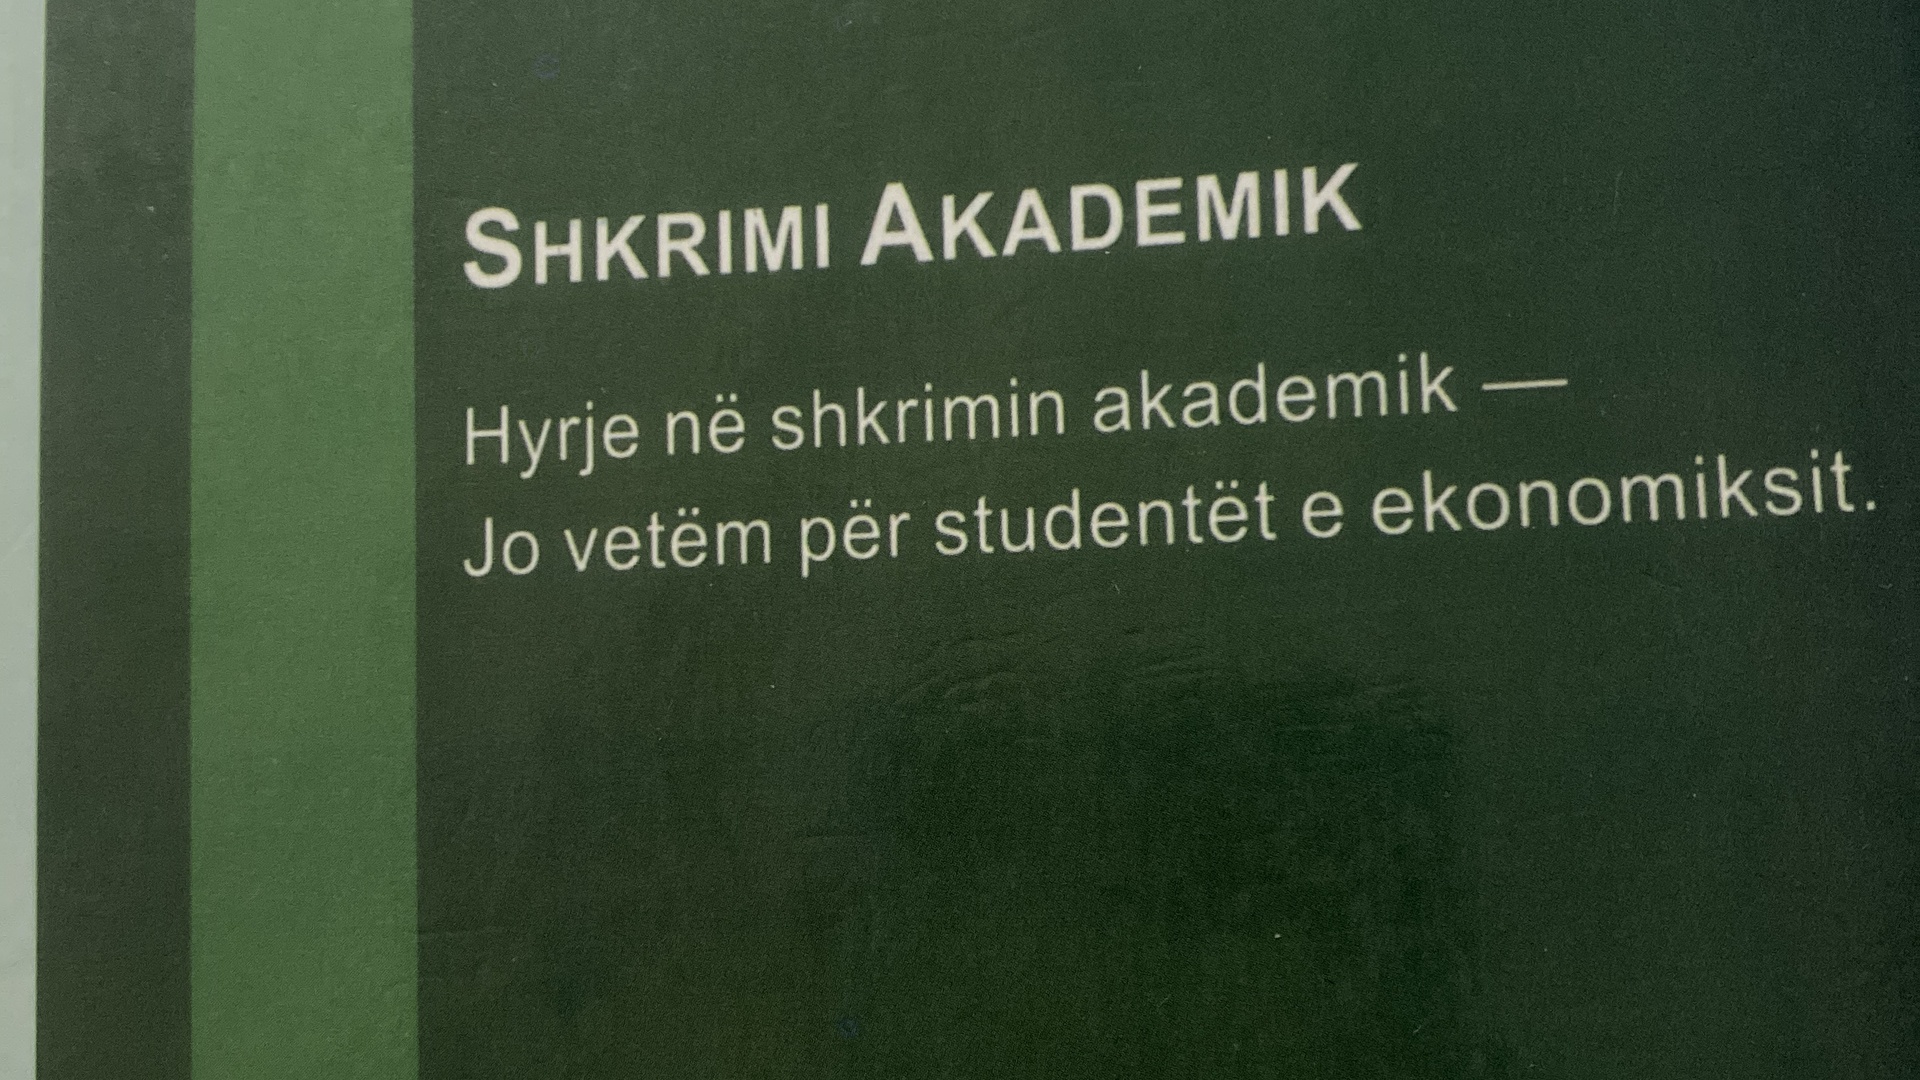 SHKRIMI AKADEMIK
Hyrje në shkrimin akademik —
Jo vetëm për studentët e ekonomiksit.